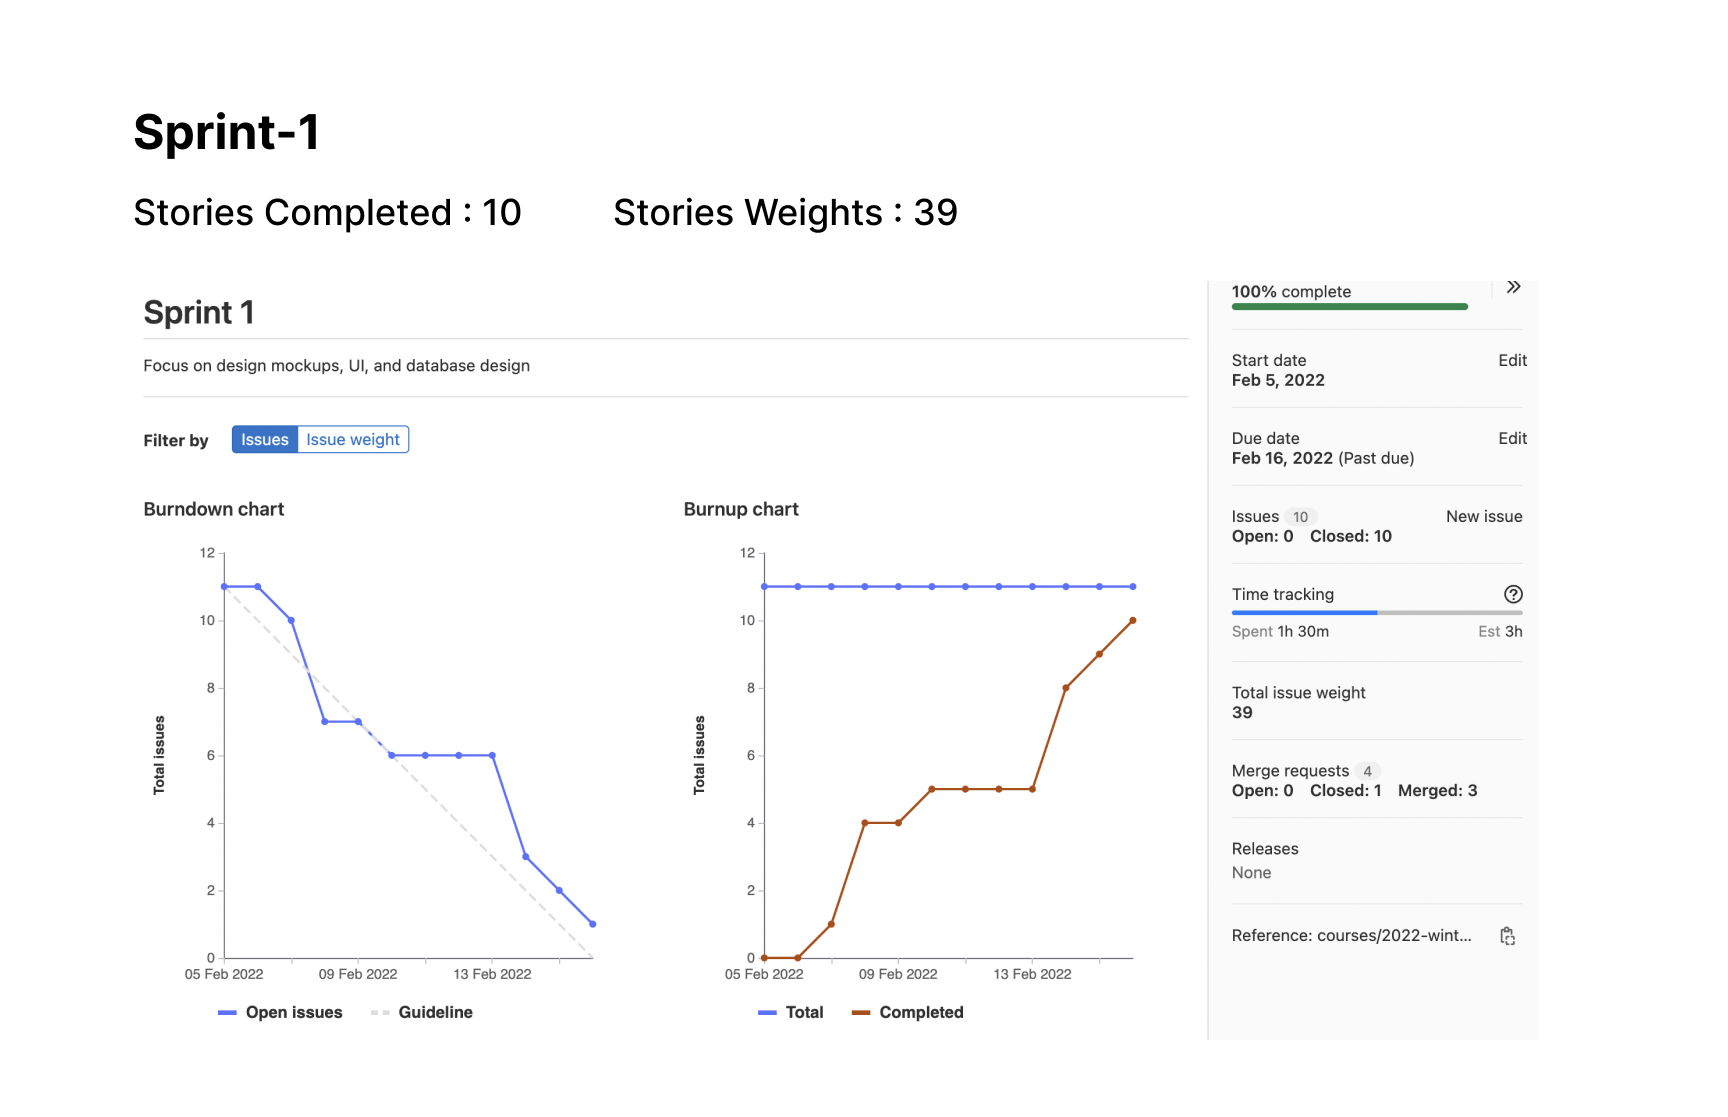 Sprint-1
Stories Completed : 10 Stories Weights : 39
Sprint 1
Focus on design mockups, UI, and database design
Filter by Issues Issue weight
Burndown chart
12
10
8
6
4
2
0
Total issues
05 Feb 2022 09 Feb 2022 13 Feb 2022
Open issues Guideline
Burnup chart
12
10
8
6
4
2
0
Total issues
05 Feb 2022 09 Feb 2022 13 Feb 2022
Total Completed
100% complete
Start date Edit
Feb 5, 2022
Due date Edit
Feb 16, 2022 (Past due)
Issues 10 New issue
Open: 0 Closed: 10
Time tracking
Spent 1h 30m Est 3h
Total issue weight
39
Merge requests 4
Open: 0 Closed: 1 Merged: 3
Releases
None
Reference: courses/2022-wint...